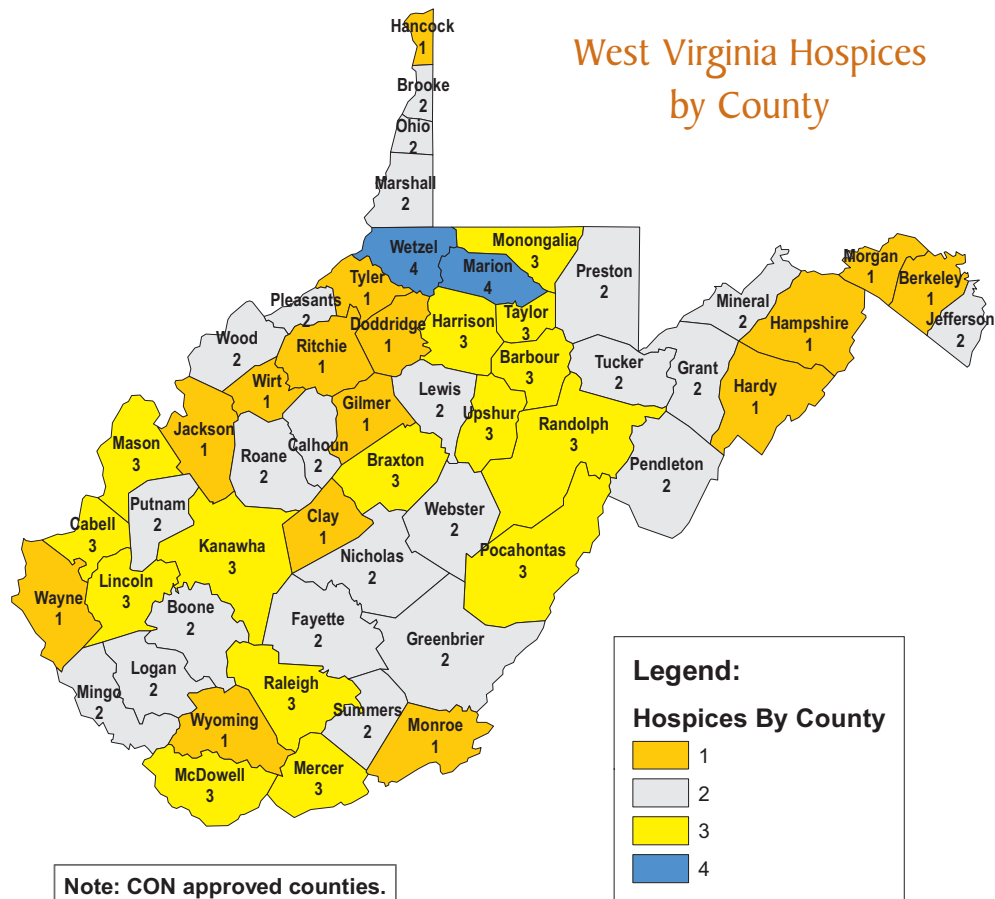 West Virginia Hospices
by County
Hancock
1
Brooke
2
Ohio
2
Marshall
2
Wetzel
4
Marion
4
Monongalia
3
Preston
2
Tyler
1
Pleasants
2
Doddridge
1
Harrison
3
Taylor
3
Barbour
3
Wood
2
Ritchie
1
Wirt
1
Gilmer
1
Lewis
2
Upshur
3
Randolph
3
Tucker
2
Grant
2
Mineral
2
Hampshire
1
Hardy
1
Morgan
1
Berkeley
1
Jefferson
2
Pendleton
2
Mason
3
Jackson
1
Roane
2
Calhoun
2
Braxton
3
Webster
2
Pocahontas
3
Putnam
2
Cabell
3
Kanawha
3
Clay
1
Nicholas
2
Wayne
1
Lincoln
3
Boone
2
Fayette
2
Greenbrier
2
Mingo
2
Logan
2
Raleigh
3
Summers
2
Wyoming
1
Monroe
1
McDowell
3
Mercer
3
Legend:
Hospices By County
1
2
3
4
Note: CON approved counties.